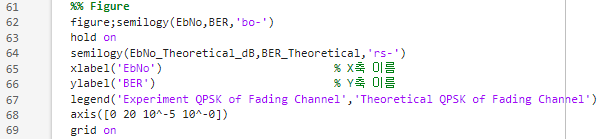 61 %% Figure
62 figure;semilogy(EbNo,BER,'bo-')
63 hold on
64 semilogy(EbNo_Theoretical_dB,BER_Theoretical,'rs-')
65 xlabel('EbNo') % X축 이름
66 ylabel('BER') % Y축 이름
67 legend('Experiment QPSK of Fading Channel','Theoretical QPSK of Fading Channel')
68 axis([0 20 10^-5 10^-0])
69 grid on